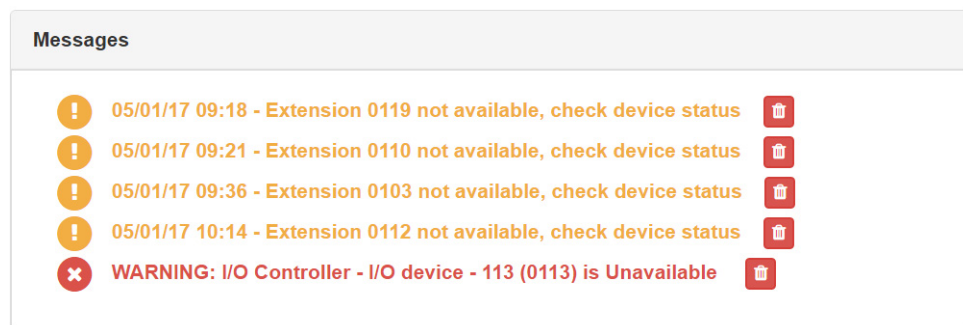 Messages
05/01/17 09:18 - Extension 0119 not available, check device status
05/01/17 09:21 - Extension 0110 not available, check device status
05/01/17 09:36 - Extension 0103 not available, check device status
05/01/17 10:14 - Extension 0112 not available, check device status
WARNING: I/O Controller - I/O device - 113 (0113) is Unavailable